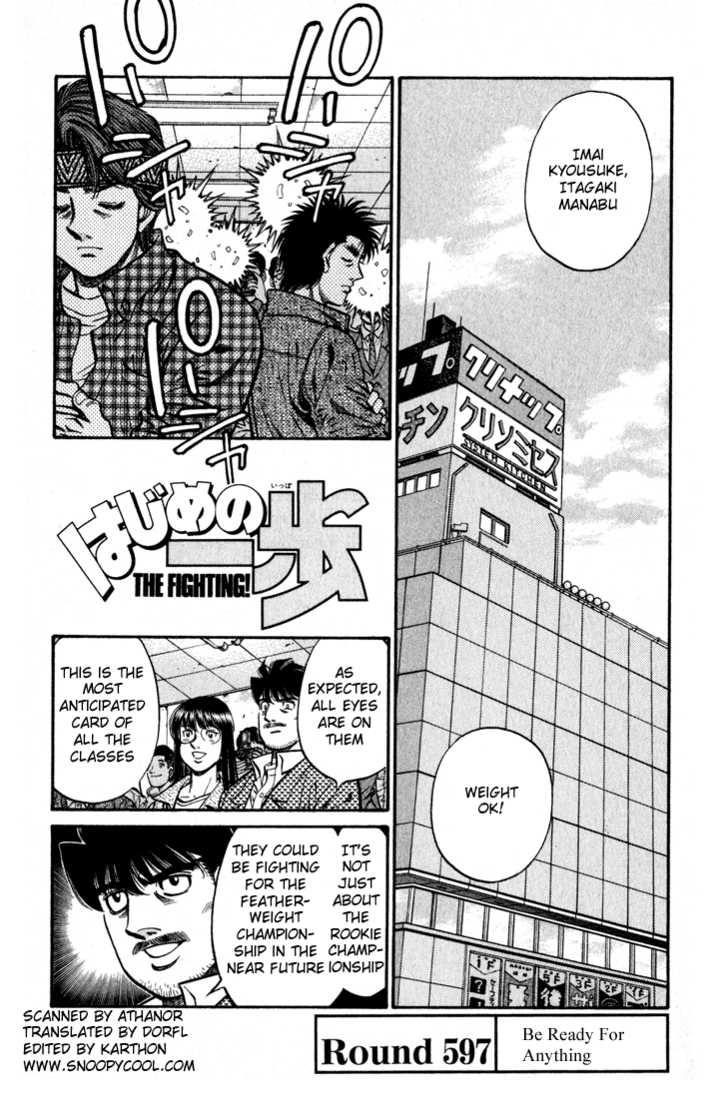 IMAI
KYOUSUKE,
ITAGAKI
MANABU
ップ。
クリナップ。
チン
クリンミセス
SYSTEM KITCHEN
WEIGHT
OK!
パシャ
パシャ
パシャ
いっぽ
はじめの一歩
THE FIGHTING!
AS
EXPECTED,
ALL EYES
ARE ON
THEM
THIS IS THE
MOST
ANTICIPATED
CARD OF
ALL THE
CLASSES
IT'S
NOT
JUST
ABOUT
THE
ROOKIE
CHAMP-
IONSHIP
THEY COULD
BE FIGHTING
FOR THE
FEATHER-
WEIGHT
CHAMPION-
SHIP IN THE
NEAR FUTURE
SCANNED BY ATHANOR
TRANSLATED BY DORFL
EDITED BY KARTHON
WWW.SNOOPYCOOL.COM
Round 597
Be Ready For
Anything